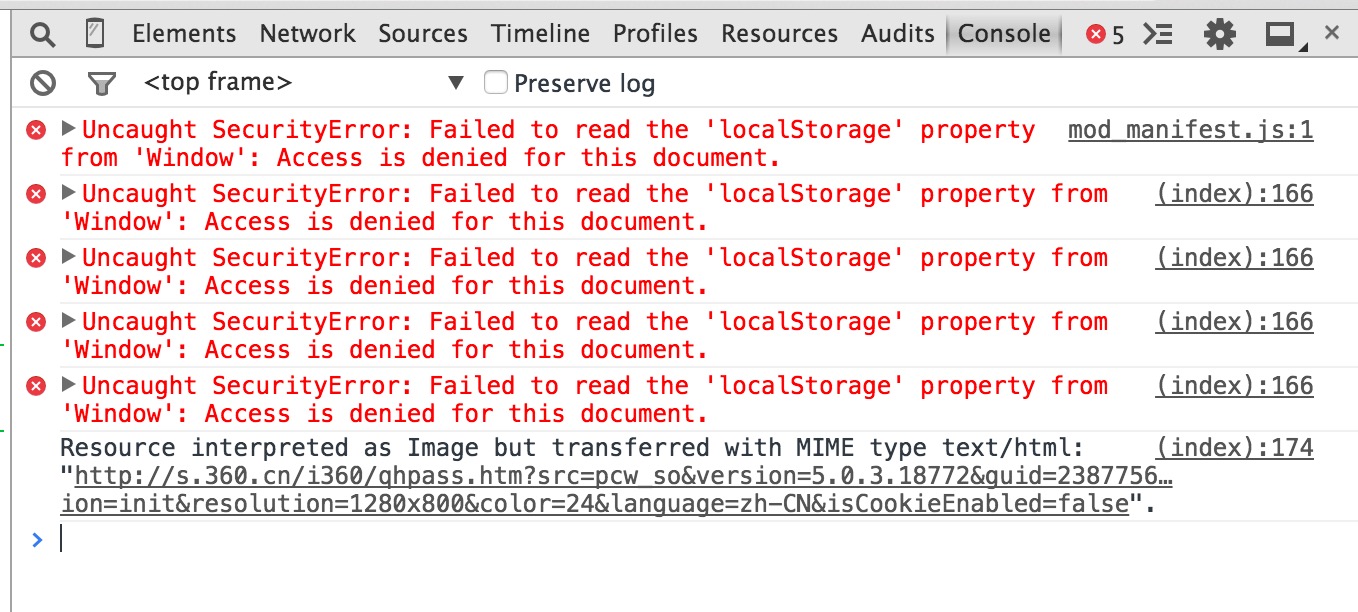 Elements Network Sources Timeline Profiles Resources Audits Console 5
<top frame> Preserve log
Uncaught SecurityError: Failed to read the 'localStorage' property mod_manifest.js:1
from 'Window': Access is denied for this document.
Uncaught SecurityError: Failed to read the 'localStorage' property from (index):166
'Window': Access is denied for this document.
Uncaught SecurityError: Failed to read the 'localStorage' property from (index):166
'Window': Access is denied for this document.
Uncaught SecurityError: Failed to read the 'localStorage' property from (index):166
'Window': Access is denied for this document.
Uncaught SecurityError: Failed to read the 'localStorage' property from (index):166
'Window': Access is denied for this document.
Resource interpreted as Image but transferred with MIME type text/html: (index):174
"http://s.360.cn/i360/qhpass.htm?src=pcw_so&version=5.0.3.18772&guid=2387756…
ion=init&resolution=1280x800&color=24&language=zh-CN&isCookieEnabled=false".